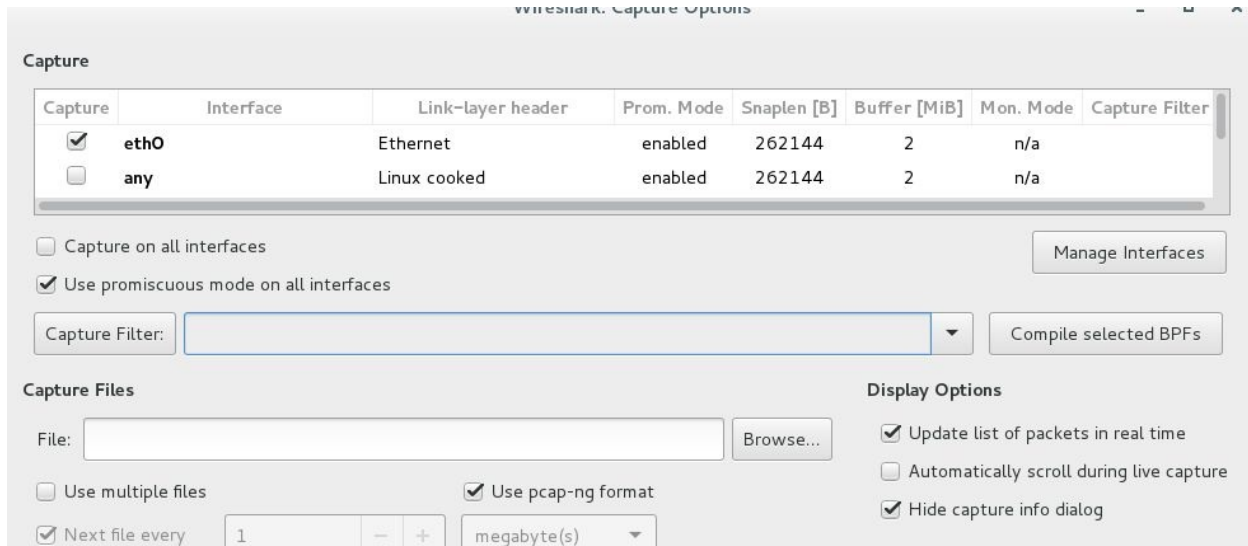 Wireshark: Capture Options
Capture
Capture Interface Link-layer header Prom. Mode Snaplen [B] Buffer [MiB] Mon. Mode Capture Filter
ethO Ethernet enabled 262144 2 n/a
any Linux cooked enabled 262144 2 n/a
Capture on all interfaces
Manage Interfaces
Use promiscuous mode on all interfaces
Capture Filter: Compile selected BPFs
Capture Files Display Options
File: Browse... Update list of packets in real time
Automatically scroll during live capture
Use multiple files Use pcap-ng format
Hide capture info dialog
Next file every 1 - + megabyte(s)